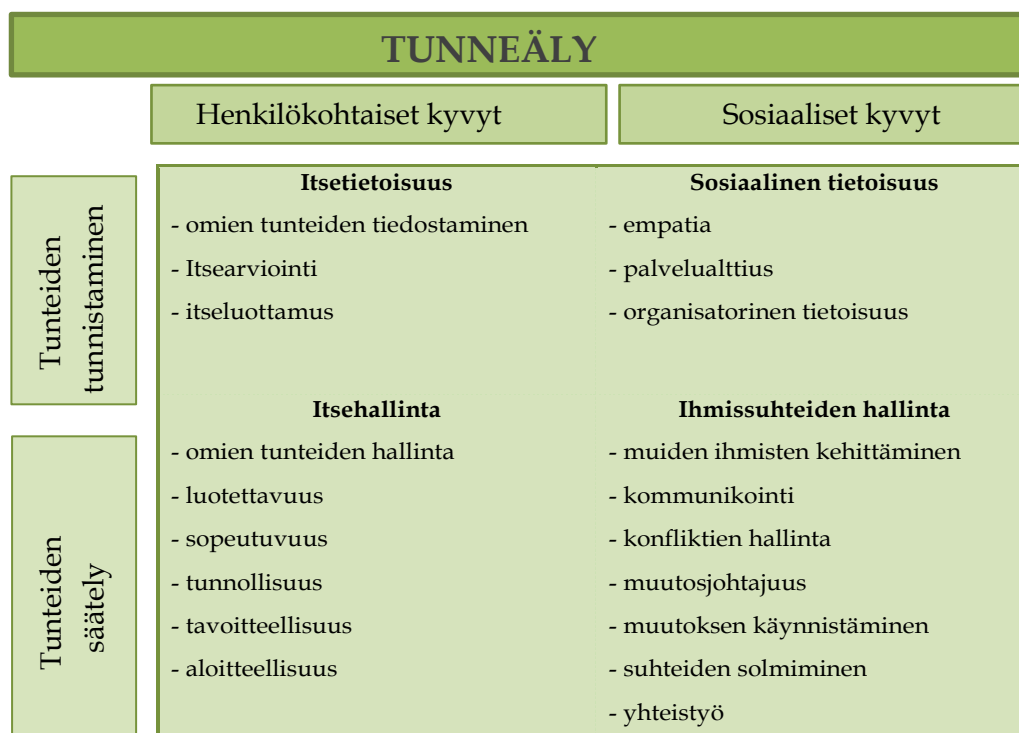 TUNNEÄLY
Henkilökohtaiset kyvyt
Sosiaaliset kyvyt
Tunteiden
tunnistaminen
Itsetietoisuus
- omien tunteiden tiedostaminen
- Itsearviointi
- itseluottamus
Sosiaalinen tietoisuus
- empatia
- palvelualttius
- organisatorinen tietoisuus
Tunteiden
säätely
Itsehallinta
- omien tunteiden hallinta
- luotettavuus
- sopeutuvuus
- tunnollisuus
- tavoitteellisuus
- aloitteellisuus
Ihmissuhteiden hallinta
- muiden ihmisten kehittäminen
- kommunikointi
- konfliktien hallinta
- muutosjohtajuus
- muutoksen käynnistäminen
- suhteiden solmiminen
- yhteistyö